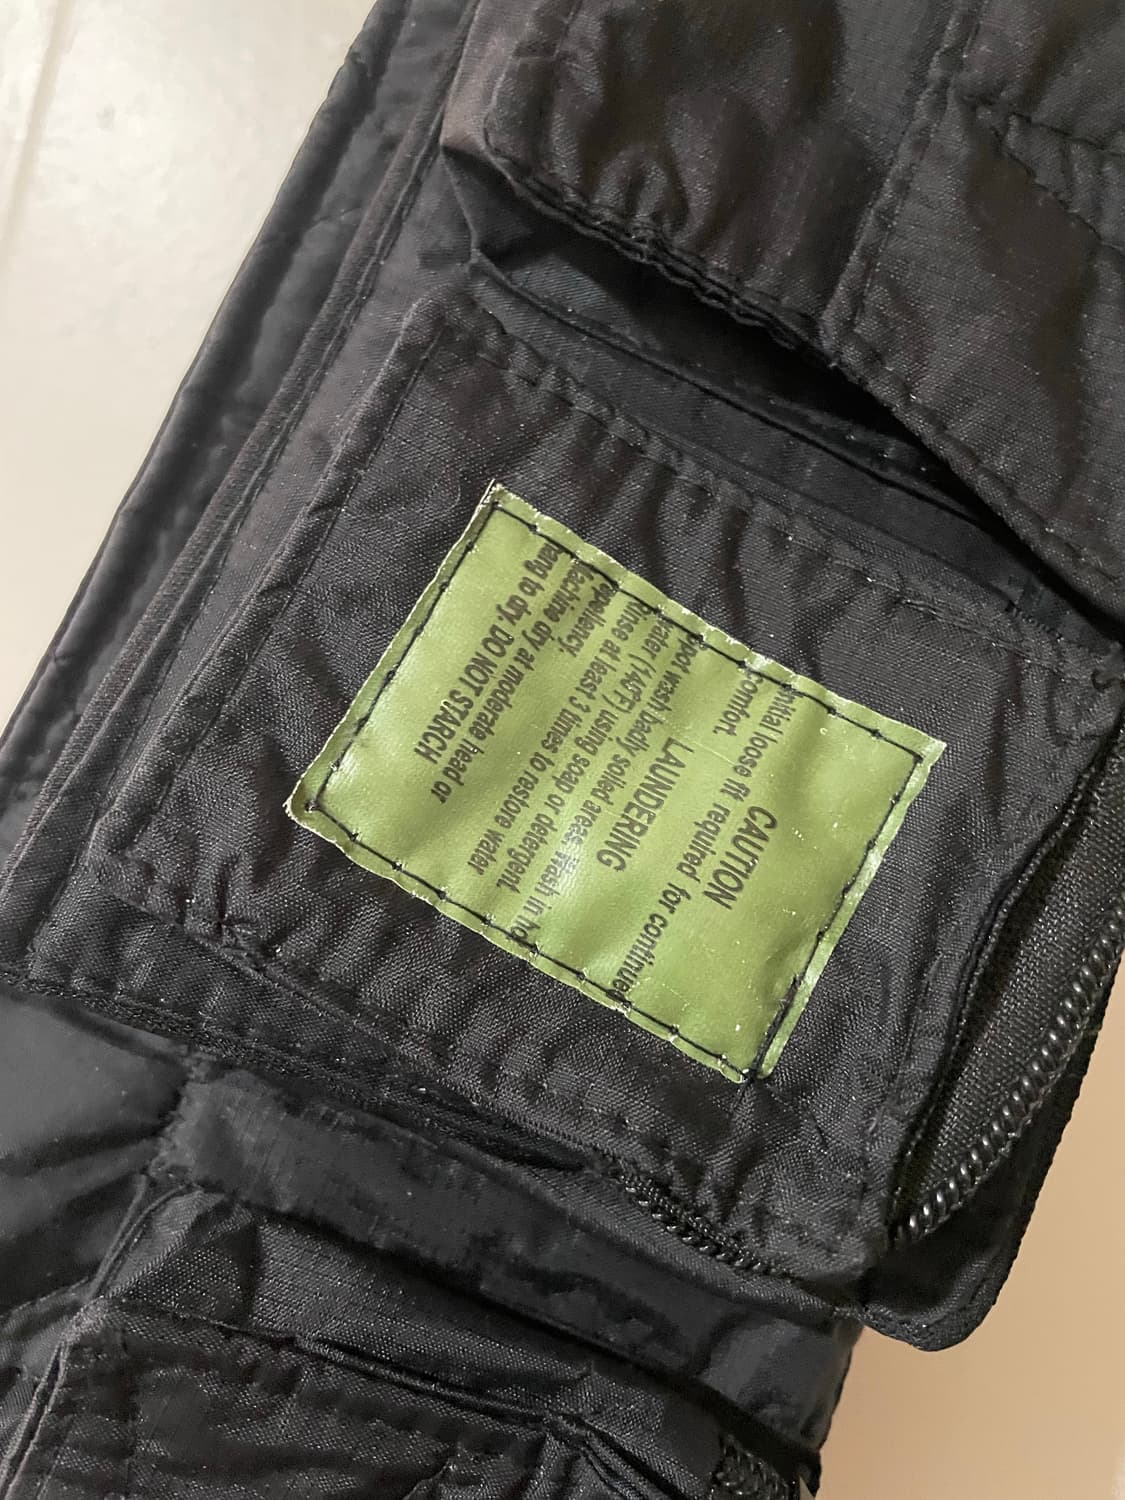 CAUTION
Initial loose fit required for continued
Comfort.
LAUNDERING
Spot wash badly soiled areas. Wash in ho
water (140°F) using soap or detergent.
Rinse at least 3 times to restore water
repellency.
Machine dry at moderate head or
hang to dry. DO NOT STARCH